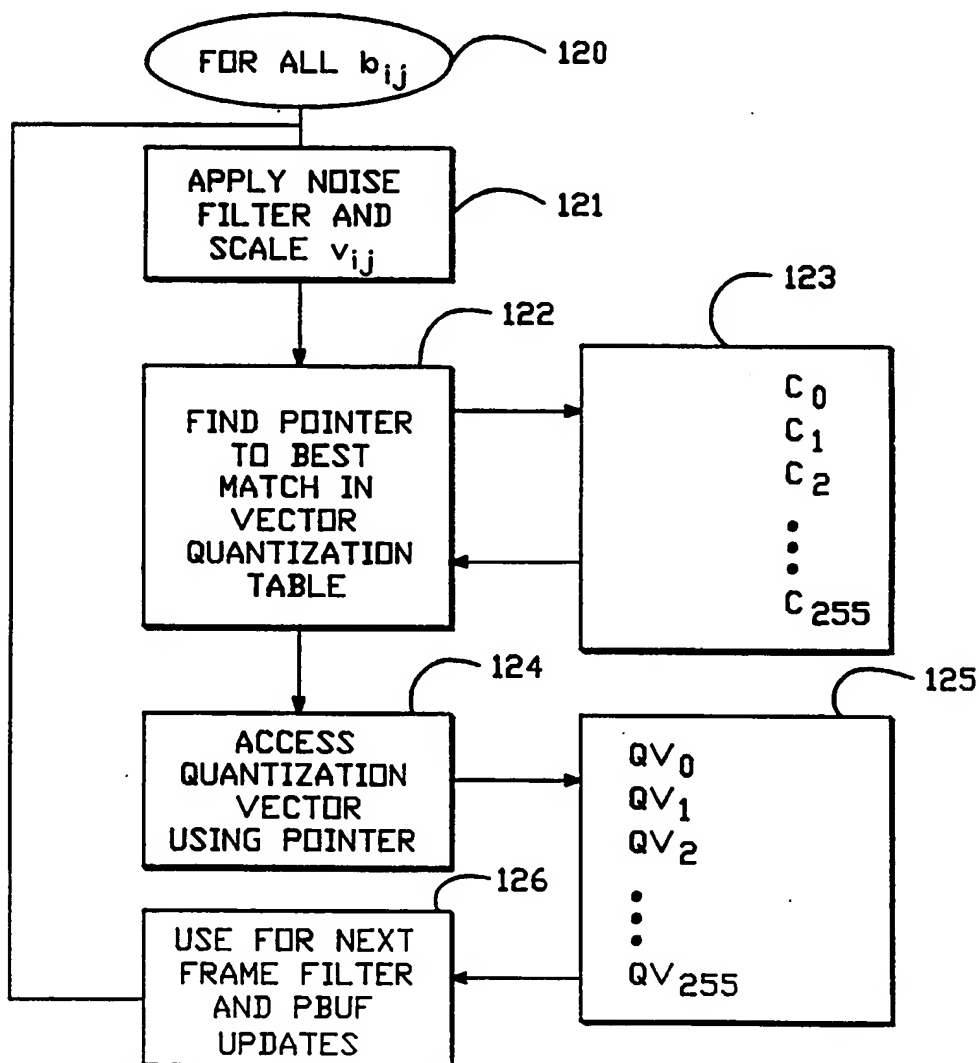 FOR ALL b_ij
120
APPLY NOISE
FILTER AND
SCALE v_ij
121
122
FIND POINTER
TO BEST
MATCH IN
VECTOR
QUANTIZATION
TABLE
123
C_0
C_1
C_2
C_255
124
ACCESS
QUANTIZATION
VECTOR
USING POINTER
125
QV_0
QV_1
QV_2
QV_255
126
USE FOR NEXT
FRAME FILTER
AND PBUF
UPDATES